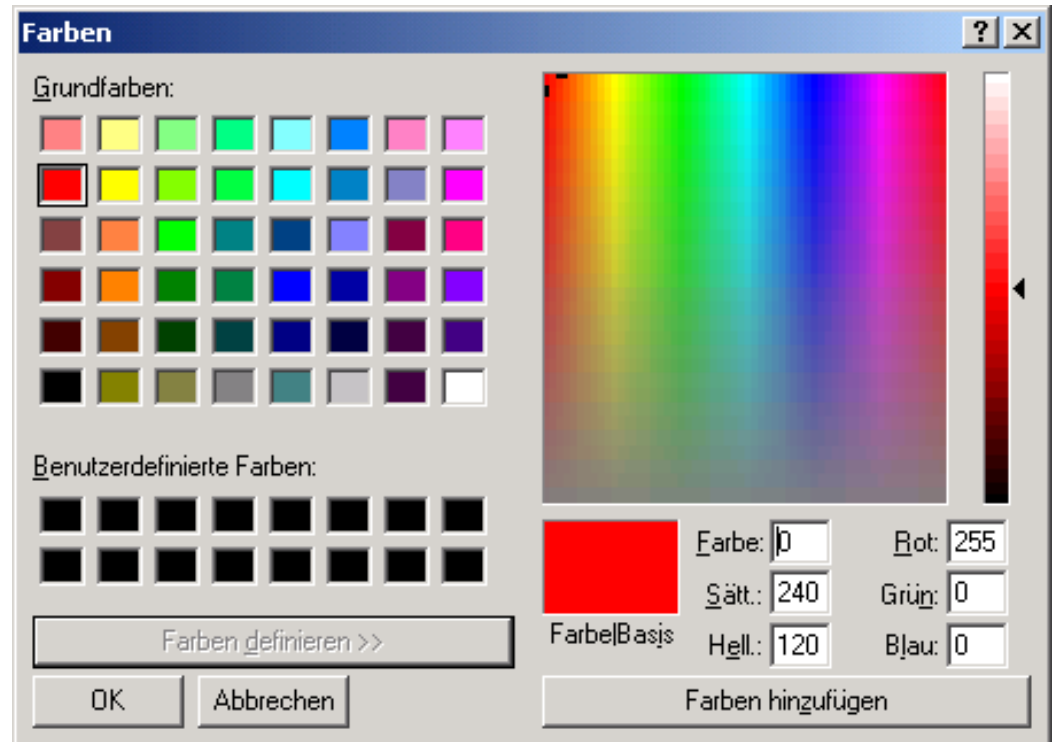 Farben
Grundfarben:
Benutzerdefinierte Farben:
Farben definieren >>
OK Abbrechen
Farbe: 0 Rot: 255
Sätt.: 240 Grün: 0
Farbe|Basis Hell.: 120 Blau: 0
Farben hinzufügen